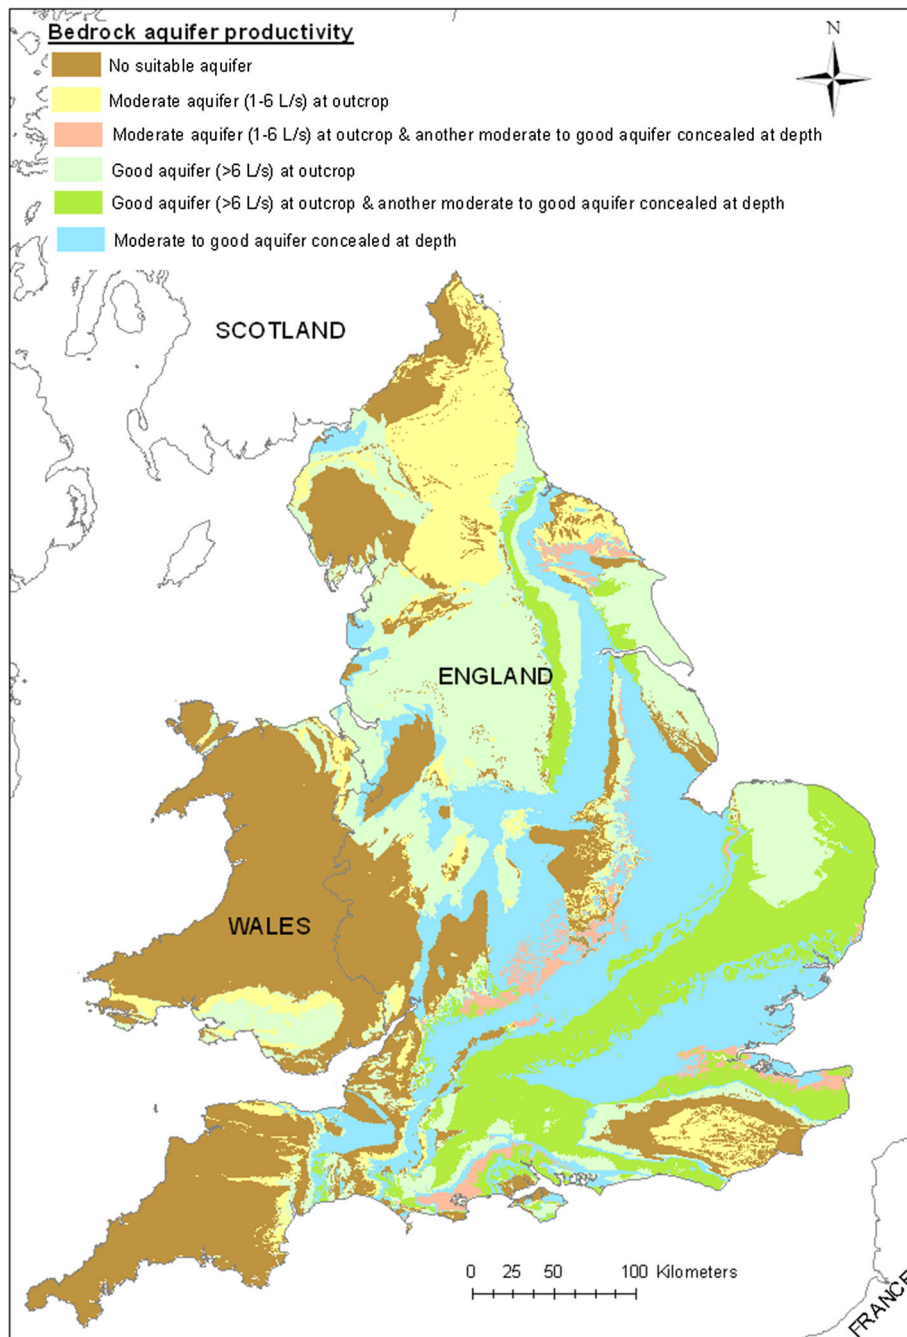 Bedrock aquifer productivity
N
No suitable aquifer
Moderate aquifer (1-6 L/s) at outcrop
Moderate aquifer (1-6 L/s) at outcrop & another moderate to good aquifer concealed at depth
Good aquifer (>6 L/s) at outcrop
Good aquifer (>6 L/s) at outcrop & another moderate to good aquifer concealed at depth
Moderate to good aquifer concealed at depth
SCOTLAND
ENGLAND
WALES
0 25 50 100 Kilometers
FRANCE